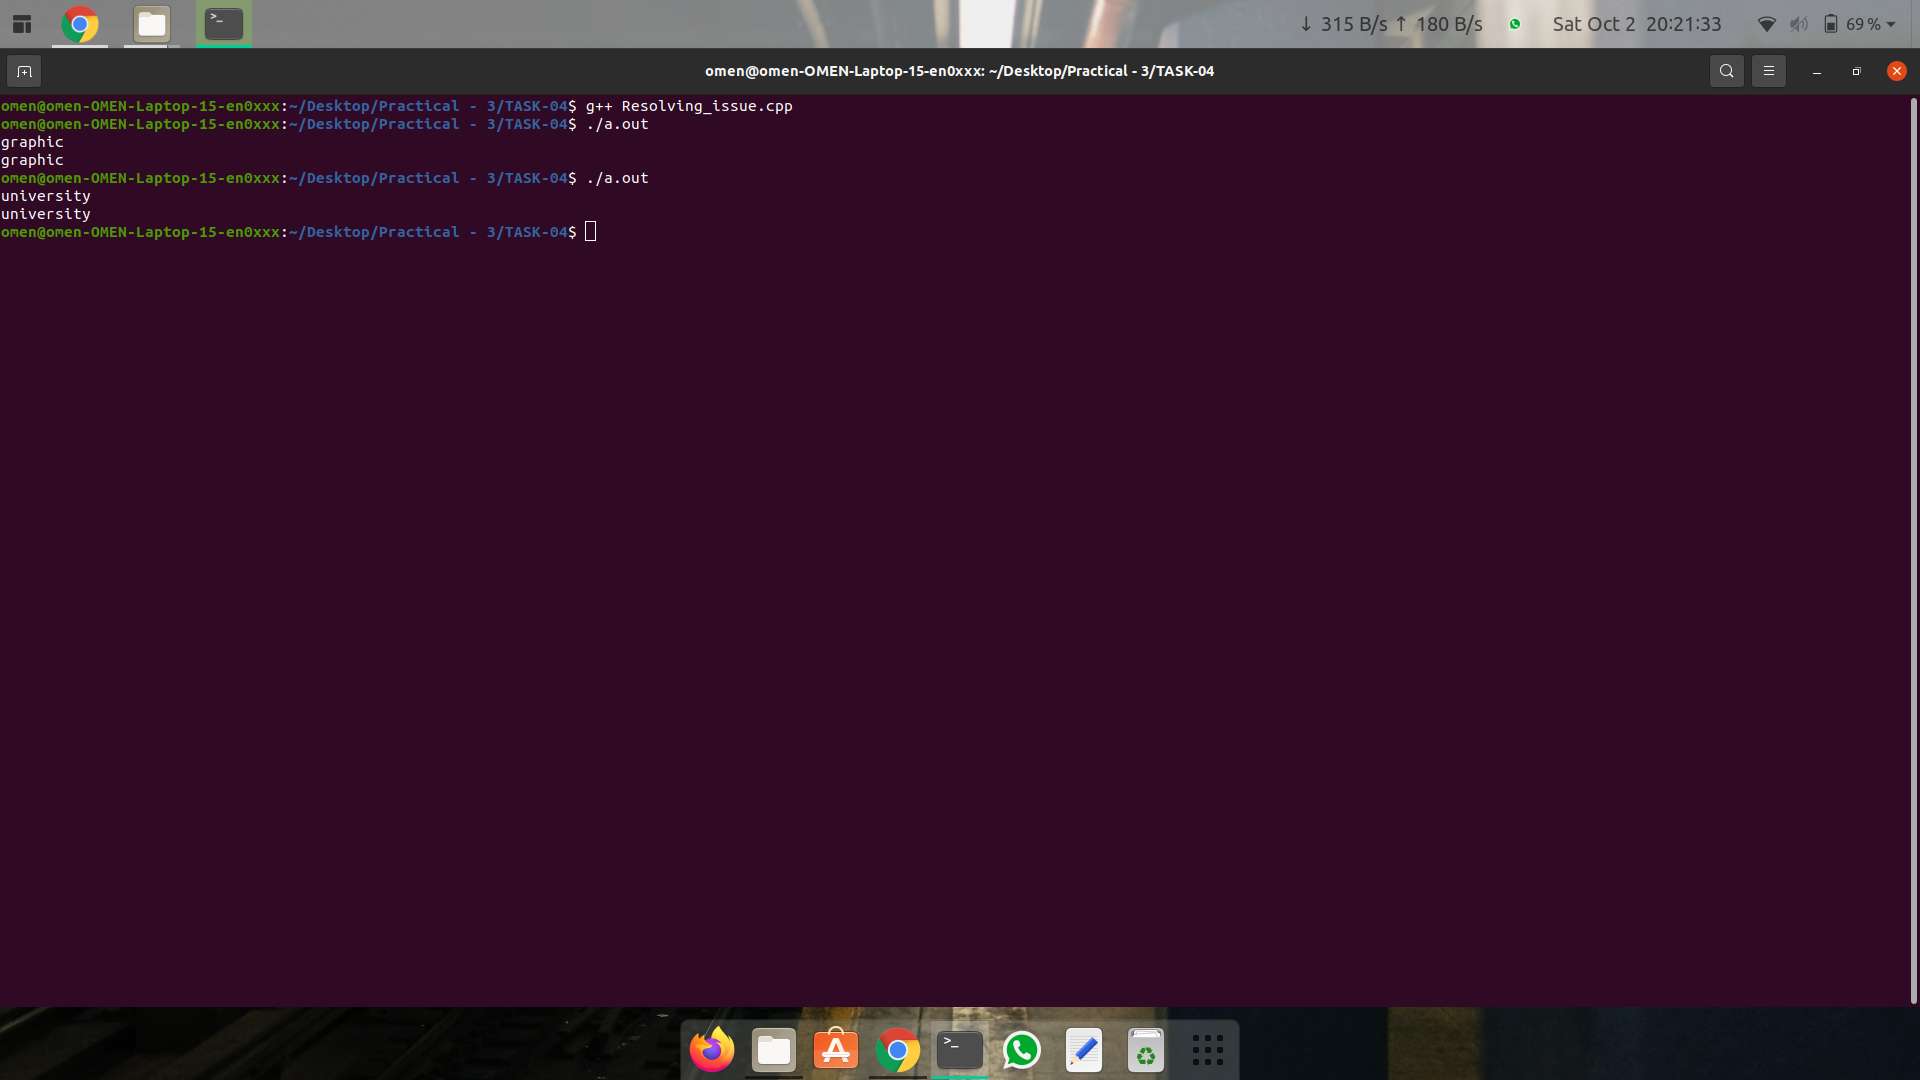 ↓ 315 B/s ↑ 180 B/s Sat Oct 2 20:21:33 69 %
omen@omen-OMEN-Laptop-15-en0xxx: ~/Desktop/Practical - 3/TASK-04
omen@omen-OMEN-Laptop-15-en0xxx:~/Desktop/Practical - 3/TASK-04$ g++ Resolving_issue.cpp
omen@omen-OMEN-Laptop-15-en0xxx:~/Desktop/Practical - 3/TASK-04$ ./a.out
graphic
graphic
omen@omen-OMEN-Laptop-15-en0xxx:~/Desktop/Practical - 3/TASK-04$ ./a.out
university
university
omen@omen-OMEN-Laptop-15-en0xxx:~/Desktop/Practical - 3/TASK-04$